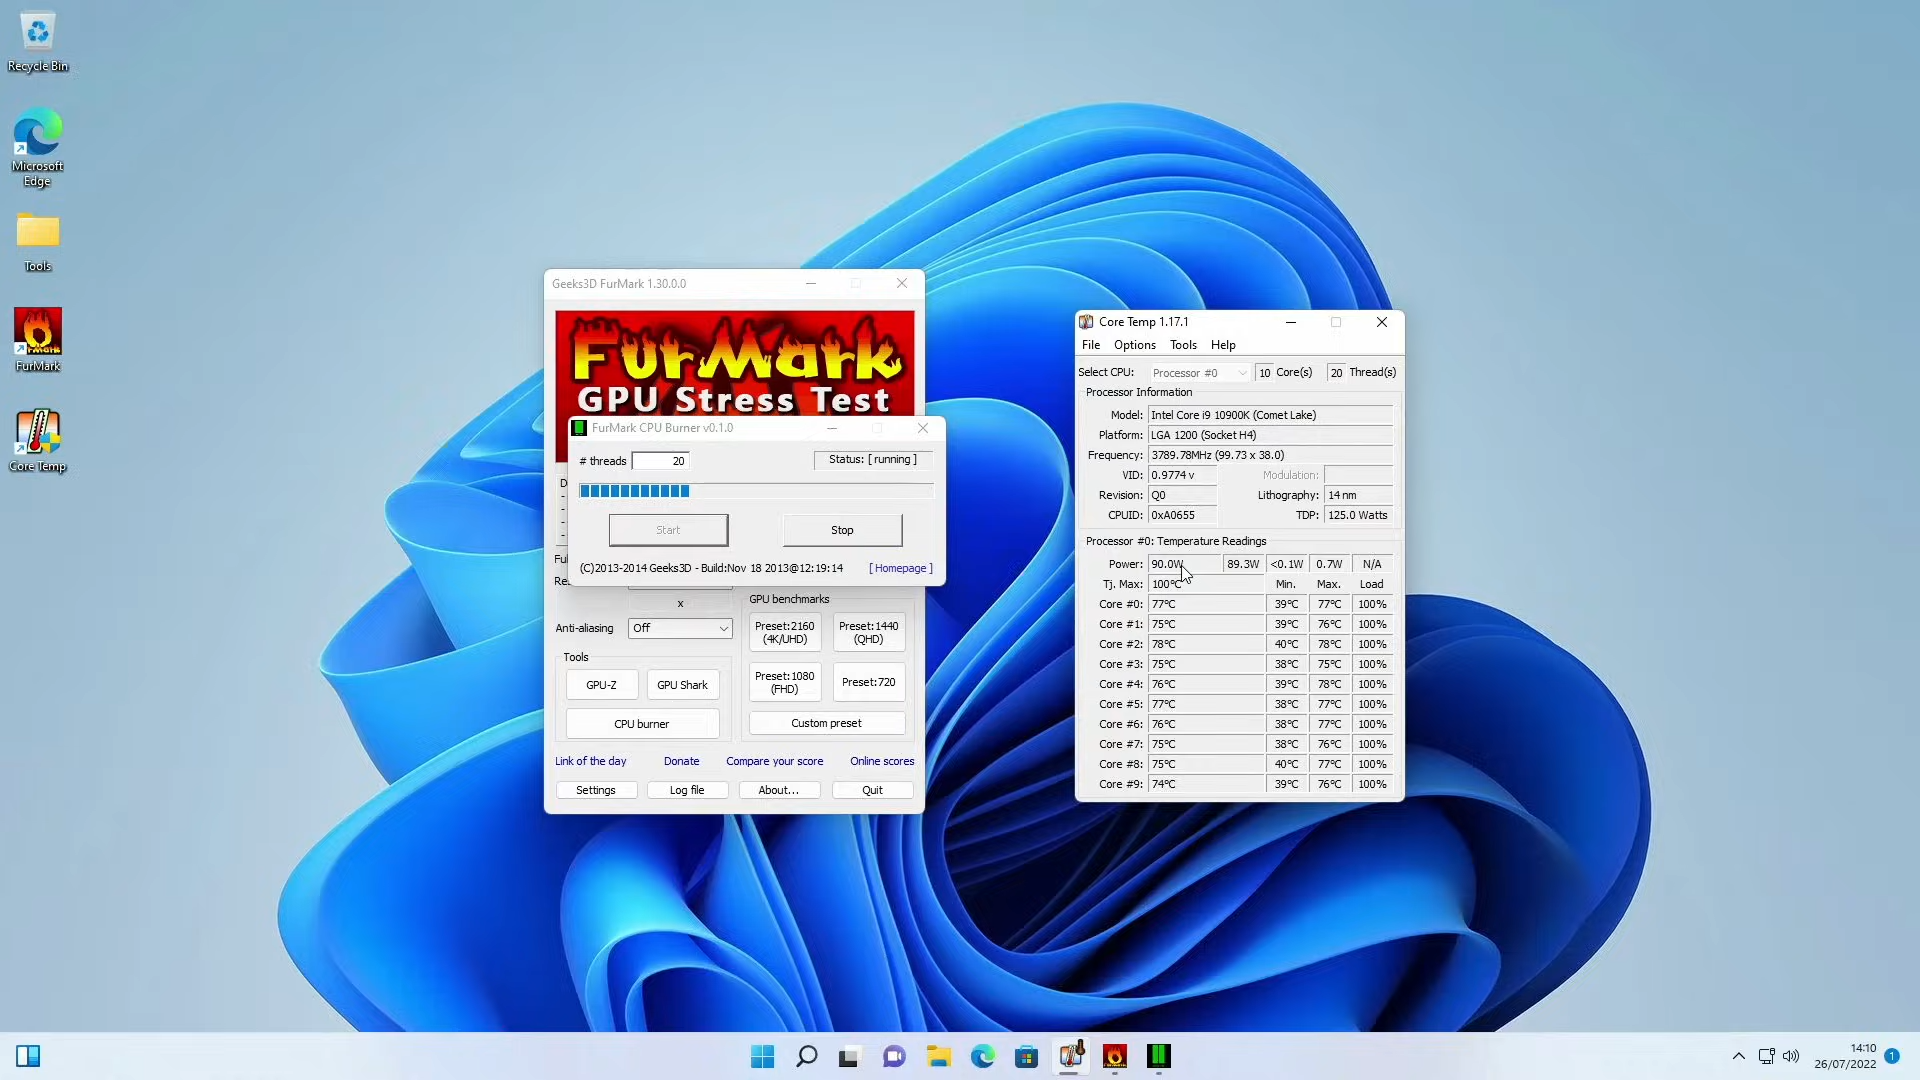 Recycle Bin
Microsoft
Edge
Tools
FurMark
Core Temp
Geeks3D FurMark 1.30.0.0
FurMark
GPU Stress Test
FurMark CPU Burner v0.1.0
# threads 20 Status: [ running ]
Start Stop
(C)2013-2014 Geeks3D - Build:Nov 18 2013@12:19:14 [ Homepage ]
x
Anti-aliasing Off
Tools
GPU-Z GPU Shark
CPU burner
GPU benchmarks
Preset:2160
(4K/UHD)
Preset:1440
(QHD)
Preset:1080
(FHD)
Preset:720
Custom preset
Link of the day Donate Compare your score Online scores
Settings Log file About... Quit
Core Temp 1.17.1
File Options Tools Help
Select CPU: Processor #0 10 Core(s) 20 Thread(s)
Processor Information
Model: Intel Core i9 10900K (Comet Lake)
Platform: LGA 1200 (Socket H4)
Frequency: 3789.78MHz (99.73 x 38.0)
VID: 0.9774 v Modulation:
Revision: Q0 Lithography: 14 nm
CPUID: 0xA0655 TDP: 125.0 Watts
Processor #0: Temperature Readings
Power: 90.0W 89.3W <0.1W 0.7W N/A
Tj. Max: 100°C Min. Max. Load
Core #0: 77°C 39°C 77°C 100%
Core #1: 75°C 39°C 76°C 100%
Core #2: 78°C 40°C 78°C 100%
Core #3: 75°C 38°C 75°C 100%
Core #4: 76°C 39°C 78°C 100%
Core #5: 77°C 38°C 77°C 100%
Core #6: 76°C 38°C 77°C 100%
Core #7: 75°C 38°C 76°C 100%
Core #8: 75°C 40°C 77°C 100%
Core #9: 74°C 39°C 76°C 100%
14:10
26/07/2022 1